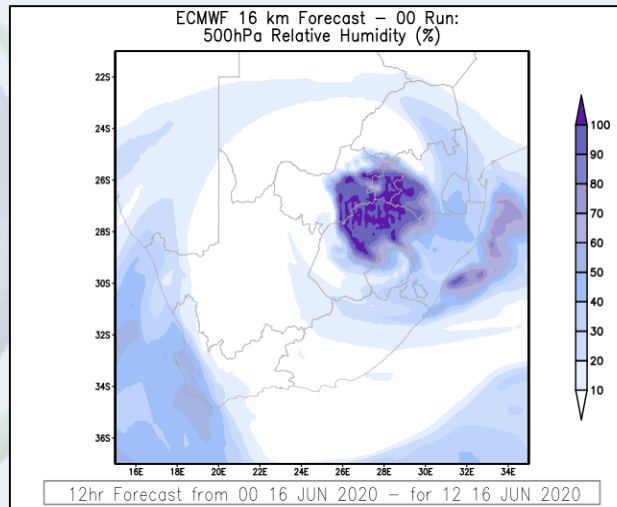 ECMWF 16 km Forecast – 00 Run:
500hPa Relative Humidity (%)
22S
24S
26S
28S
30S
32S
34S
36S
16E
18E
20E
22E
24E
26E
28E
30E
32E
34E
100
90
80
70
60
50
40
30
20
10
12hr Forecast from 00 16 JUN 2020 – for 12 16 JUN 2020